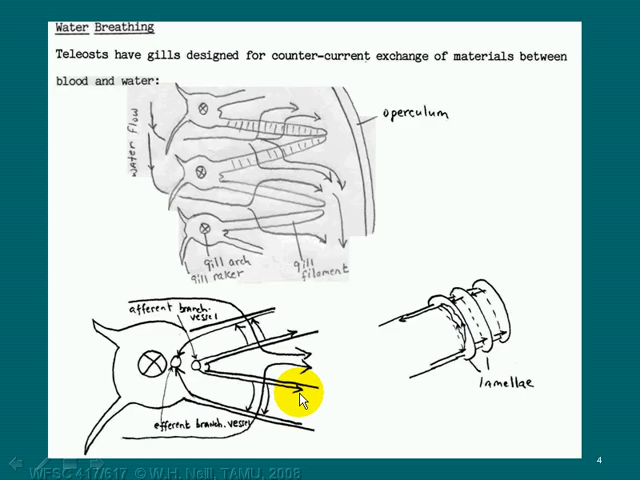 Water Breathing
Teleosts have gills designed for counter-current exchange of materials between
blood and water:
operculum
water flow
gill arch
gill raker
gill
filament
afferent branch.
vessel
efferent branch. vessel
lamellae
4
WFSC 417/617 © W.H. Neill, TAMU, 2008